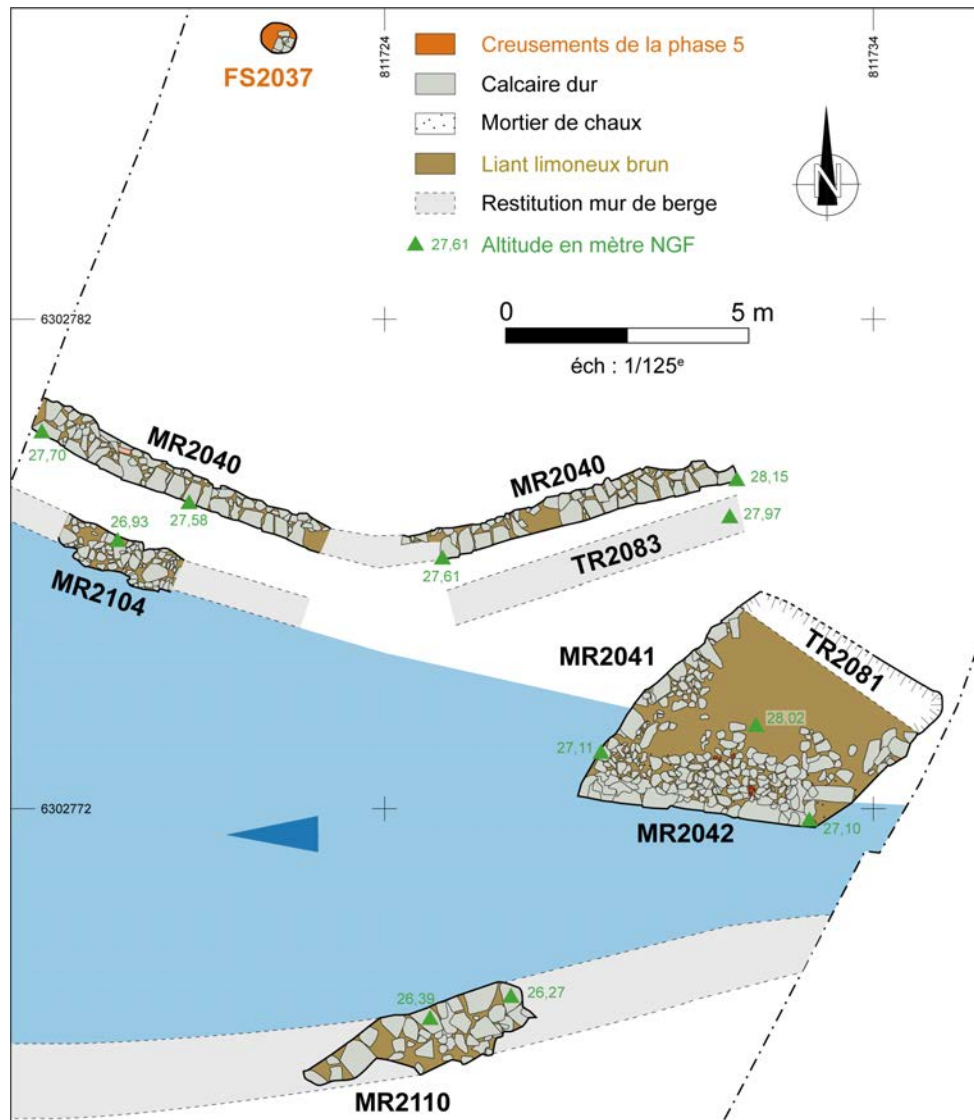 811724
811734
FS2037
Creusements de la phase 5
Calcaire dur
Mortier de chaux
Liant limoneux brun
Restitution mur de berge
27,61 Altitude en mètre NGF
N
6302782
0 5 m
éch : 1/125e
MR2040
MR2040
27,70
27,58
28,15
27,97
26,93
27,61
TR2083
MR2104
MR2041
TR2081
28,02
27,11
6302772
MR2042
27,10
26,39
26,27
MR2110